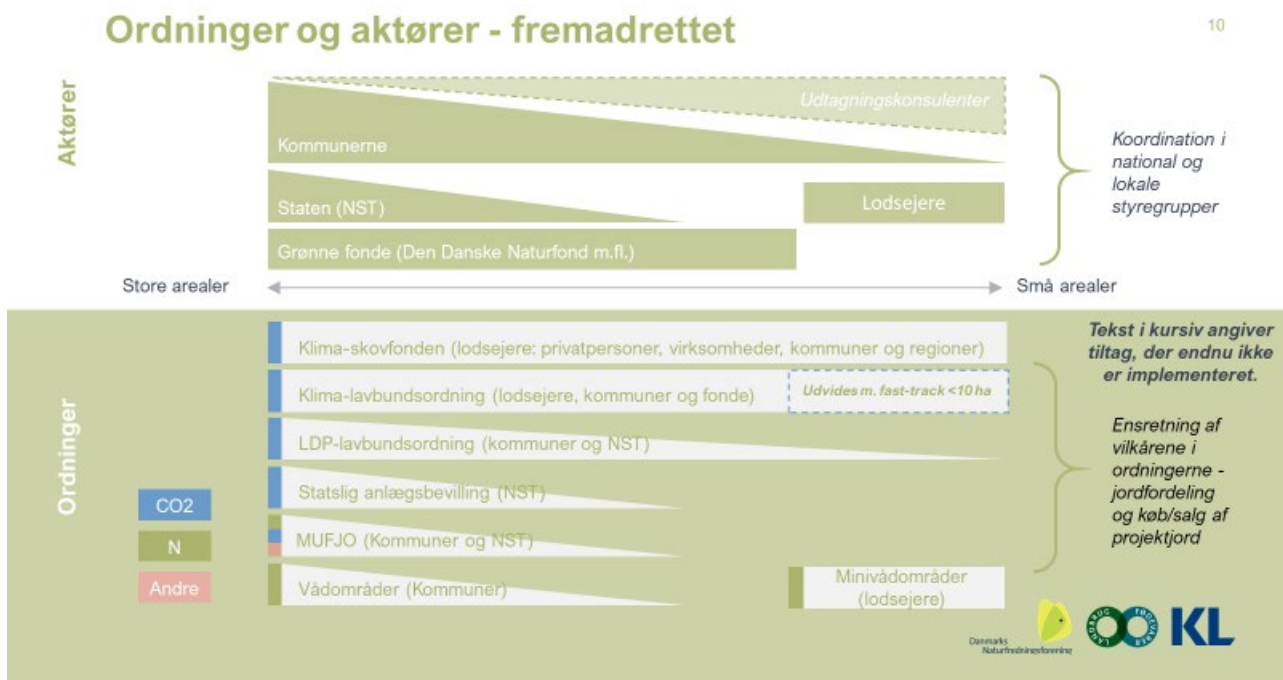 Ordninger og aktører - fremadrettet
10
Aktører
Udtagningskonsulenter
Kommunerne
Staten (NST)
Lodsejere
Grønne fonde (Den Danske Naturfond m.fl.)
Koordination i
national og
lokale
styregrupper
Store arealer
Små arealer
Ordninger
Klima-skovfonden (lodsejere: privatpersoner, virksomheder, kommuner og regioner)
Klima-lavbundsordning (lodsejere, kommuner og fonde)
Udvides m. fast-track <10 ha
LDP-lavbundsordning (kommuner og NST)
Statslig anlægsbevilling (NST)
MUFJO (Kommuner og NST)
Vådområder (Kommuner)
Minivådområder
(lodsejere)
CO2
N
Andre
Tekst i kursiv angiver
tiltag, der endnu ikke
er implementeret.
Ensretning af
vilkårene i
ordningerne -
jordfordeling
og køb/salg af
projektjord
Danmarks
Naturfredningsforening
LANDBRUG FØDEVARER
KL